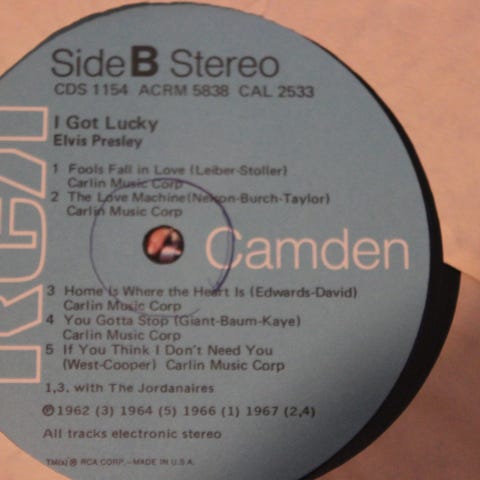 Side B Stereo
CDS 1154 ACRM 5838 CAL 2533
I Got Lucky
Elvis Presley
1 Fools Fall in Love (Leiber-Stoller)
Carlin Music Corp
2 The Love Machine (Nelson-Burch-Taylor)
Carlin Music Corp
RCA Camden
3 Home Is Where the Heart Is (Edwards-David)
Carlin Music Corp
4 You Gotta Stop (Giant-Baum-Kaye)
Carlin Music Corp
5 If You Think I Don't Need You
(West-Cooper) Carlin Music Corp
1,3. with The Jordanaires
℗1962 (3) 1964 (5) 1966 (1) 1967 (2,4)
All tracks electronic stereo
TM(s)® RCA CORP.–MADE IN U.S.A.